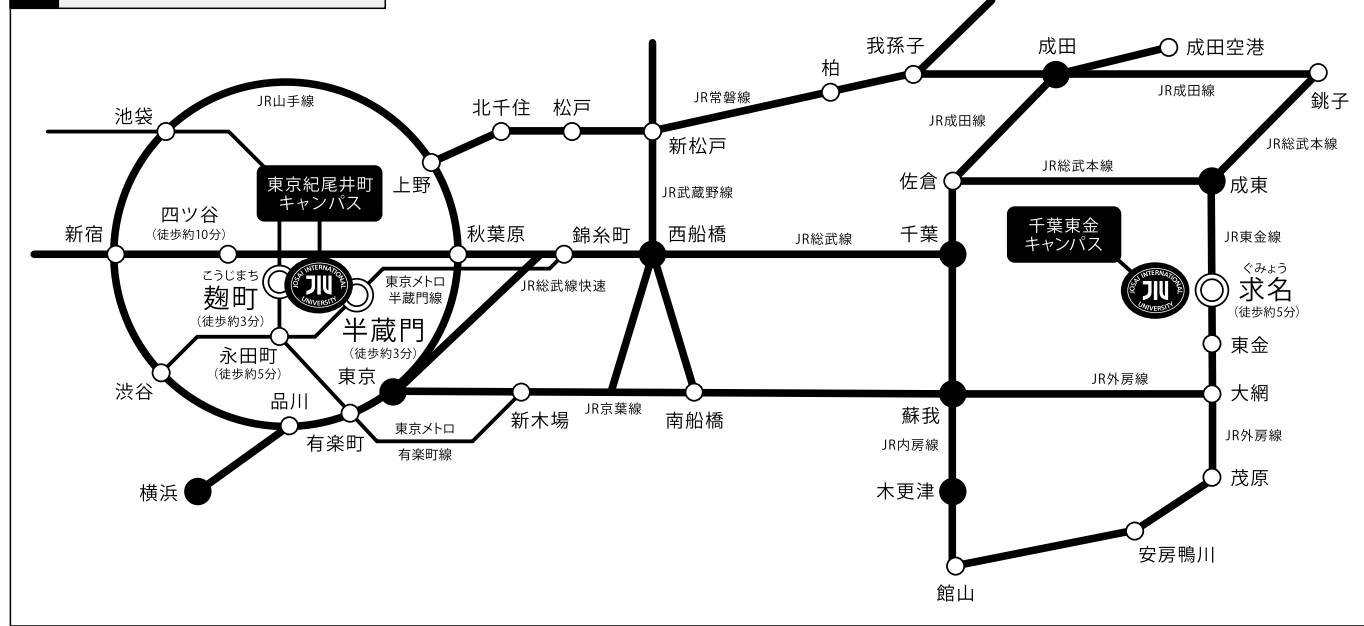 我孫子
成田
成田空港
柏
JR常磐線
JR成田線
銚子
池袋
JR山手線
北千住
松戸
新松戸
JR成田線
JR総武本線
上野
東京紀尾井町
キャンパス
JR武蔵野線
佐倉
JR総武本線
成東
四ツ谷
(徒歩約10分)
新宿
秋葉原
錦糸町
西船橋
JR総武線
千葉
千葉東金
キャンパス
JR東金線
こうじまち
麹町
(徒歩約3分)
JOSAI INTERNATIONAL
JIU
UNIVERSITY
東京メトロ
半蔵門線
JR総武線快速
JOSAI INTERNATIONAL
JIU
UNIVERSITY
ぐみょう
求名
(徒歩約5分)
半蔵門
(徒歩約3分)
永田町
(徒歩約5分)
東金
渋谷
東京
JR外房線
大網
品川
JR京葉線
新木場
南船橋
蘇我
有楽町
東京メトロ
有楽町線
JR内房線
JR外房線
横浜
木更津
茂原
安房鴨川
館山